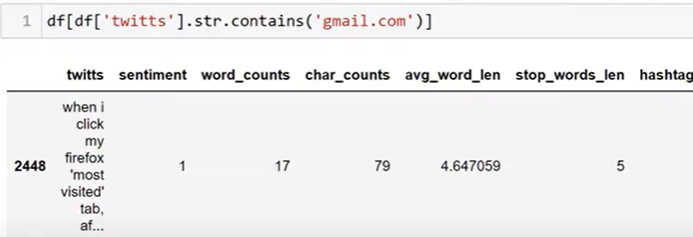 1 df[df['twitts'].str.contains('gmail.com')]
twitts sentiment word_counts char_counts avg_word_len stop_words_len hashtag
when i
click
my
firefox
2448 'most 1 17 79 4.647059 5
visited'
tab,
af...